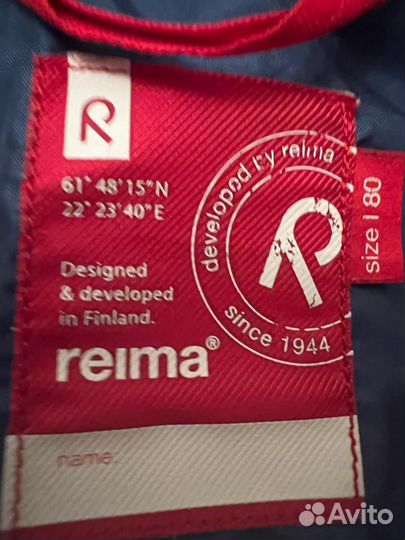 61°48'15"N
22°23'40"E
Designed
& developed
in Finland.
reima®
name:
developed by reima
since 1944
size | 80
Avito